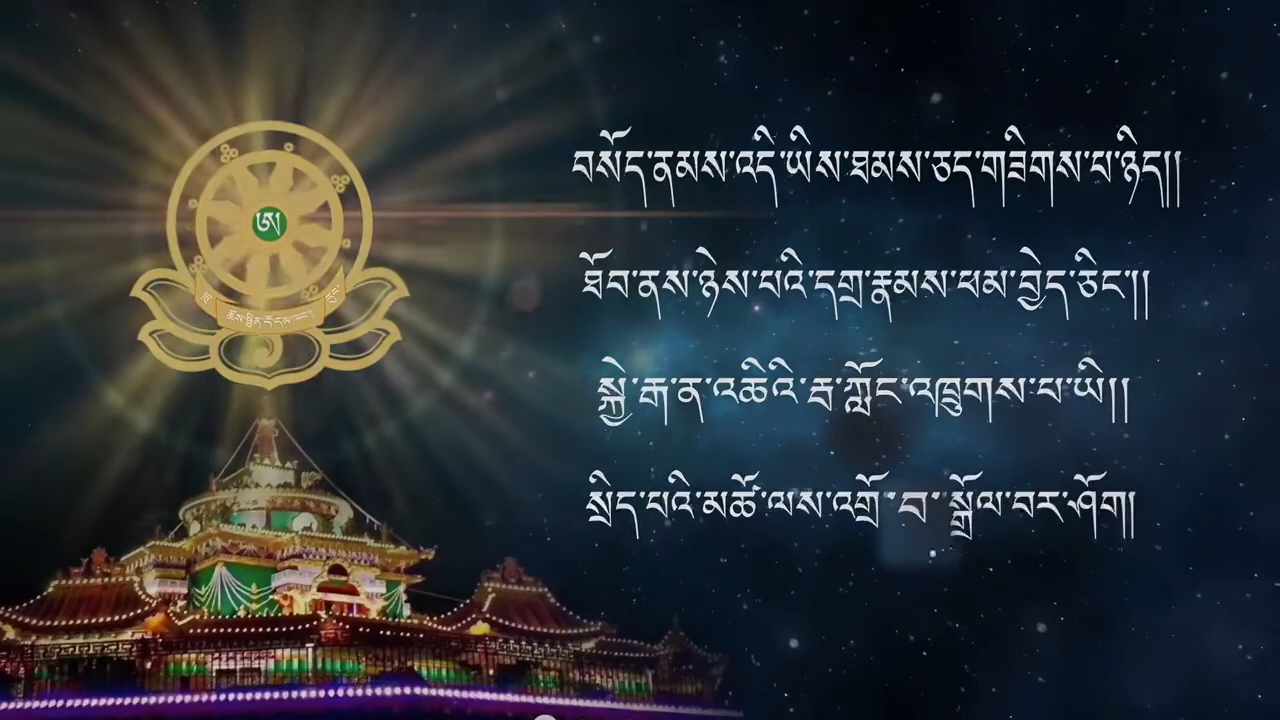 ཨ
བསོད་ནམས་འདི་ཡིས་ཐམས་ཅད་གཟིགས་པ་ཉིད།།
ཐོབ་ནས་ཉེས་པའི་དགྲ་རྣམས་ཕམ་བྱེད་ཅིང་།།
སྐྱེ་རྒ་ན་འཆིའི་རྦ་ཀློང་འཁྲུགས་པ་ཡི།།
སྲིད་པའི་མཚོ་ལས་འགྲོ་བ་སྒྲོལ་བར་ཤོག།